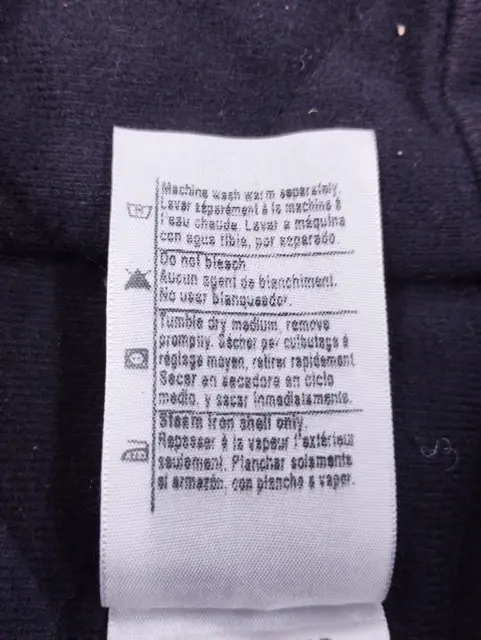 Machine wash warm separately.
Laver séparément à la machine à
l'eau chaude. Lavar a máquina
con agua tibia, por separado.
Do not bleach
Aucun agent de blanchiment.
No usar blanqueador.
Tumble dry medium, remove
promptly. Sécher par culbutage à
réglage moyen, retirer rapidement
Secar en secadora en ciclo
medio, y sacar inmediatamente.
Steam iron shell only.
Repasser à la vapeur l'extérieur
seulement. Planchar solamente
el armazón, con plancha a vapor.